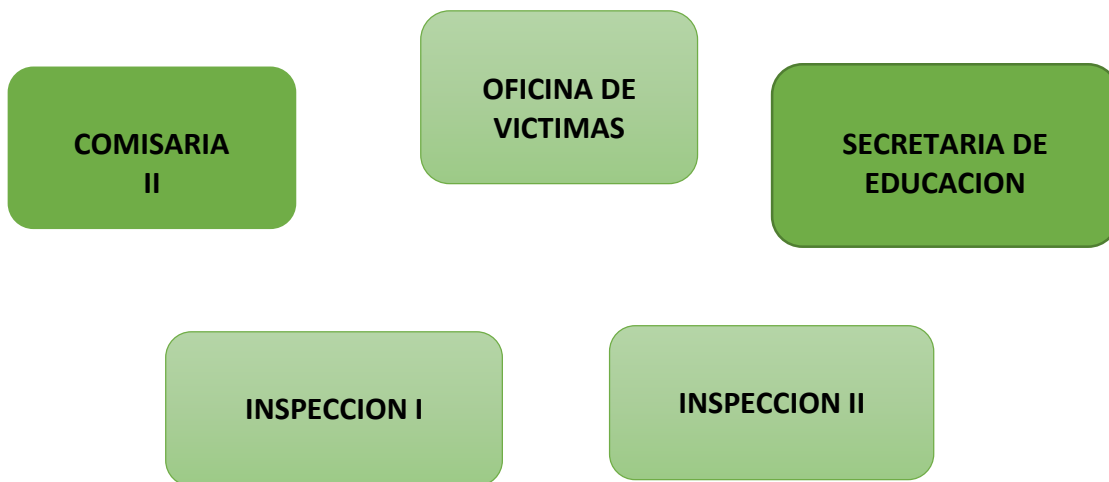 OFICINA DE
VICTIMAS
COMISARIA
II
SECRETARIA DE
EDUCACION
INSPECCION I
INSPECCION II